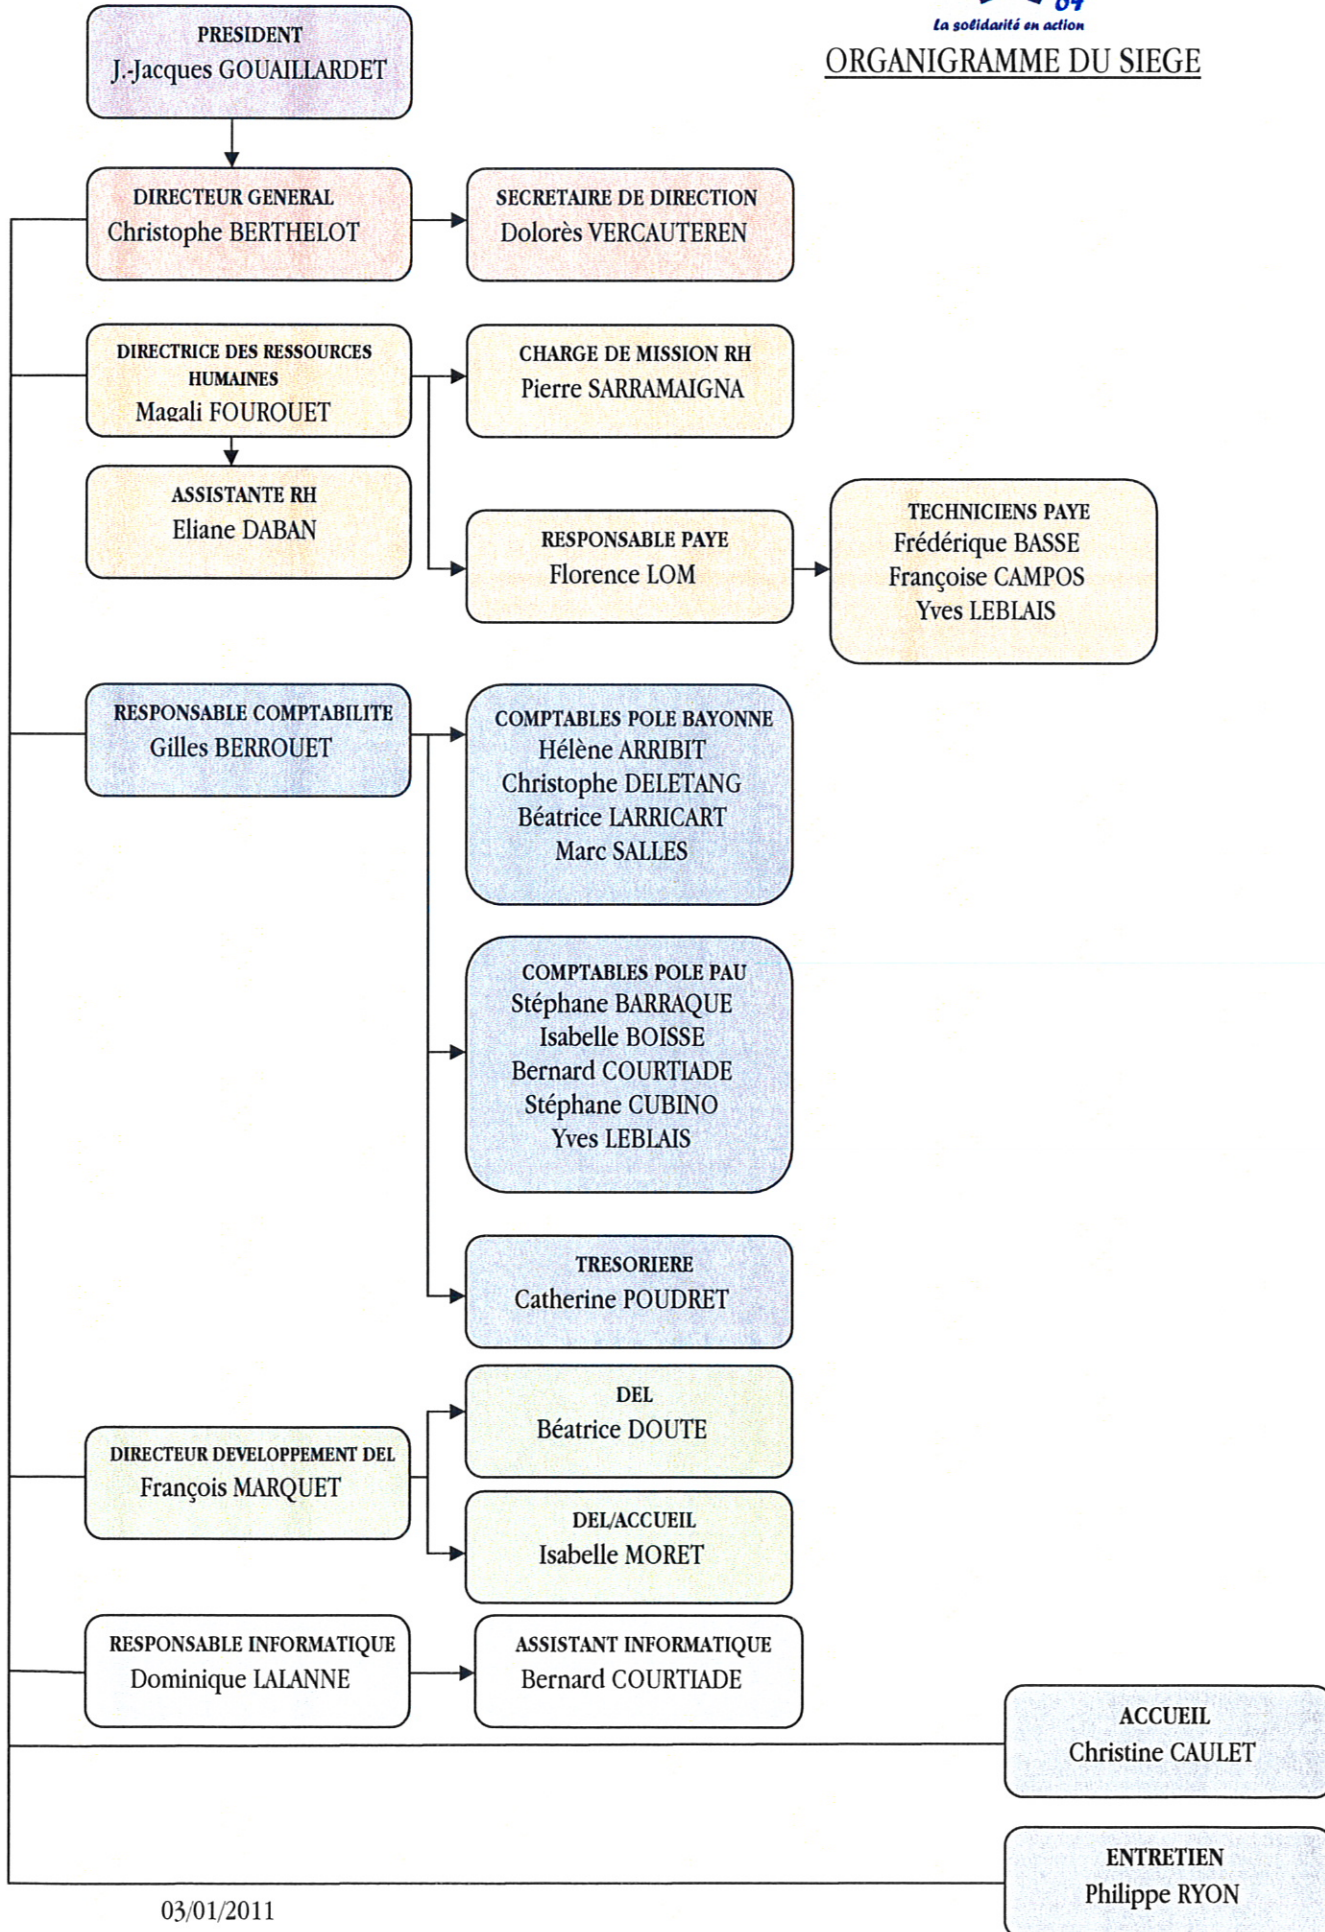 64
La solidarité en action
ORGANIGRAMME DU SIEGE
PRESIDENT
J.-Jacques GOUAILLARDET
DIRECTEUR GENERAL
Christophe BERTHELOT
SECRETAIRE DE DIRECTION
Dolorès VERCAUTEREN
DIRECTRICE DES RESSOURCES
HUMAINES
Magali FOUROUET
CHARGE DE MISSION RH
Pierre SARRAMAIGNA
ASSISTANTE RH
Eliane DABAN
RESPONSABLE PAYE
Florence LOM
TECHNICIENS PAYE
Frédérique BASSE
Françoise CAMPOS
Yves LEBLAIS
RESPONSABLE COMPTABILITE
Gilles BERROUET
COMPTABLES POLE BAYONNE
Hélène ARRIBIT
Christophe DELETANG
Béatrice LARRICART
Marc SALLES
COMPTABLES POLE PAU
Stéphane BARRAQUE
Isabelle BOISSE
Bernard COURTIADE
Stéphane CUBINO
Yves LEBLAIS
TRESORIERE
Catherine POUDRET
DIRECTEUR DEVELOPPEMENT DEL
François MARQUET
DEL
Béatrice DOUTE
DEL/ACCUEIL
Isabelle MORET
RESPONSABLE INFORMATIQUE
Dominique LALANNE
ASSISTANT INFORMATIQUE
Bernard COURTIADE
ACCUEIL
Christine CAULET
ENTRETIEN
Philippe RYON
03/01/2011